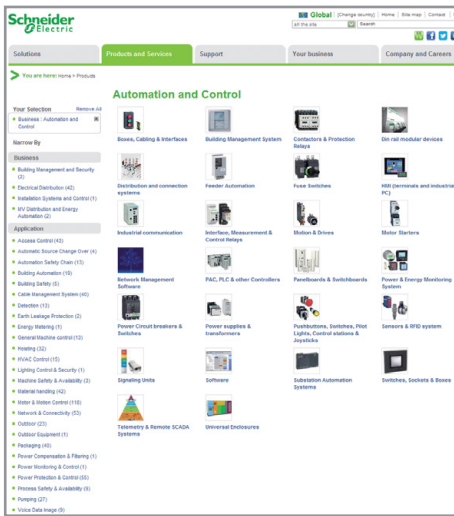 Schneider
Electric
Global [Change country] Home Site map Contact
all the site Search
Solutions
Products and Services
Support
Your business
Company and Careers
You are here: Home > Products
Automation and Control
Your Selection Remove All
Business : Automation and
Control
Narrow By
Business
Building Management and Security
(2)
Electrical Distribution (42)
Installation Systems and Control (1)
MV Distribution and Energy
Automation (2)
Application
Access Control (43)
Automatic Source Change Over (4)
Automation Safety Chain (13)
Building Automation (18)
Building Safety (5)
Cable Management System (40)
Detection (13)
Earth Leakage Protection (2)
Energy Metering (1)
General Machine control (13)
Hoisting (32)
HVAC Control (15)
Lighting Control & Security (1)
Machine Safety & Availability (3)
Material handling (42)
Motor & Motion Control (118)
Network & Connectivity (53)
Outdoor (23)
Outdoor Equipment (1)
Packaging (40)
Power Compensation & Filtering (1)
Power Monitoring & Control (1)
Power Protection & Control (55)
Process Safety & Availability (9)
Pumping (27)
Voice Data Image (8)
Boxes, Cabling & Interfaces
Building Management System
Contactors & Protection
Relays
Din rail modular devices
Distribution and connection
systems
Feeder Automation
Fuse Switches
HMI (terminals and industrial
PC)
Industrial communication
Interface, Measurement &
Control Relays
Motion & Drives
Motor Starters
Network Management
Software
PAC, PLC & other Controllers
Panelboards & Switchboards
Power & Energy Monitoring
System
Power Circuit breakers &
Switches
Power supplies &
transformers
Pushbuttons, Switches, Pilot
Lights, Control stations &
Joysticks
Sensors & RFID system
Signaling Units
Software
Substation Automation
Systems
Switches, Sockets & Boxes
Telemetry & Remote SCADA
Systems
Universal Enclosures